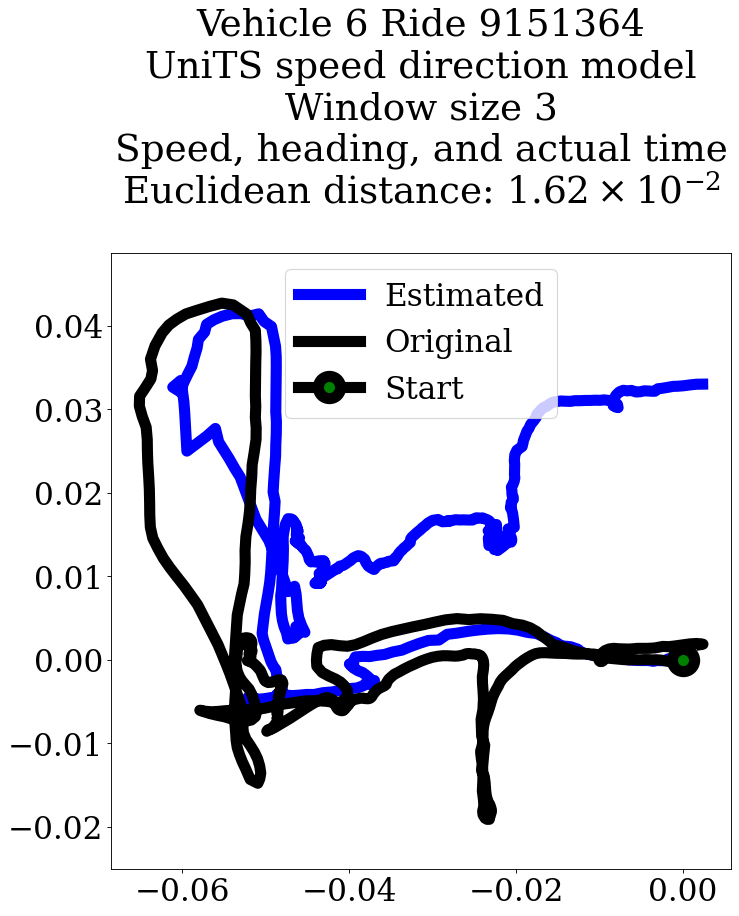 Vehicle 6 Ride 9151364
UniTS speed direction model
Window size 3
Speed, heading, and actual time
Euclidean distance: 1.62 × 10⁻²
Estimated
Original
Start
0.04
0.03
0.02
0.01
0.00
−0.01
−0.02
−0.06 −0.04 −0.02 0.00